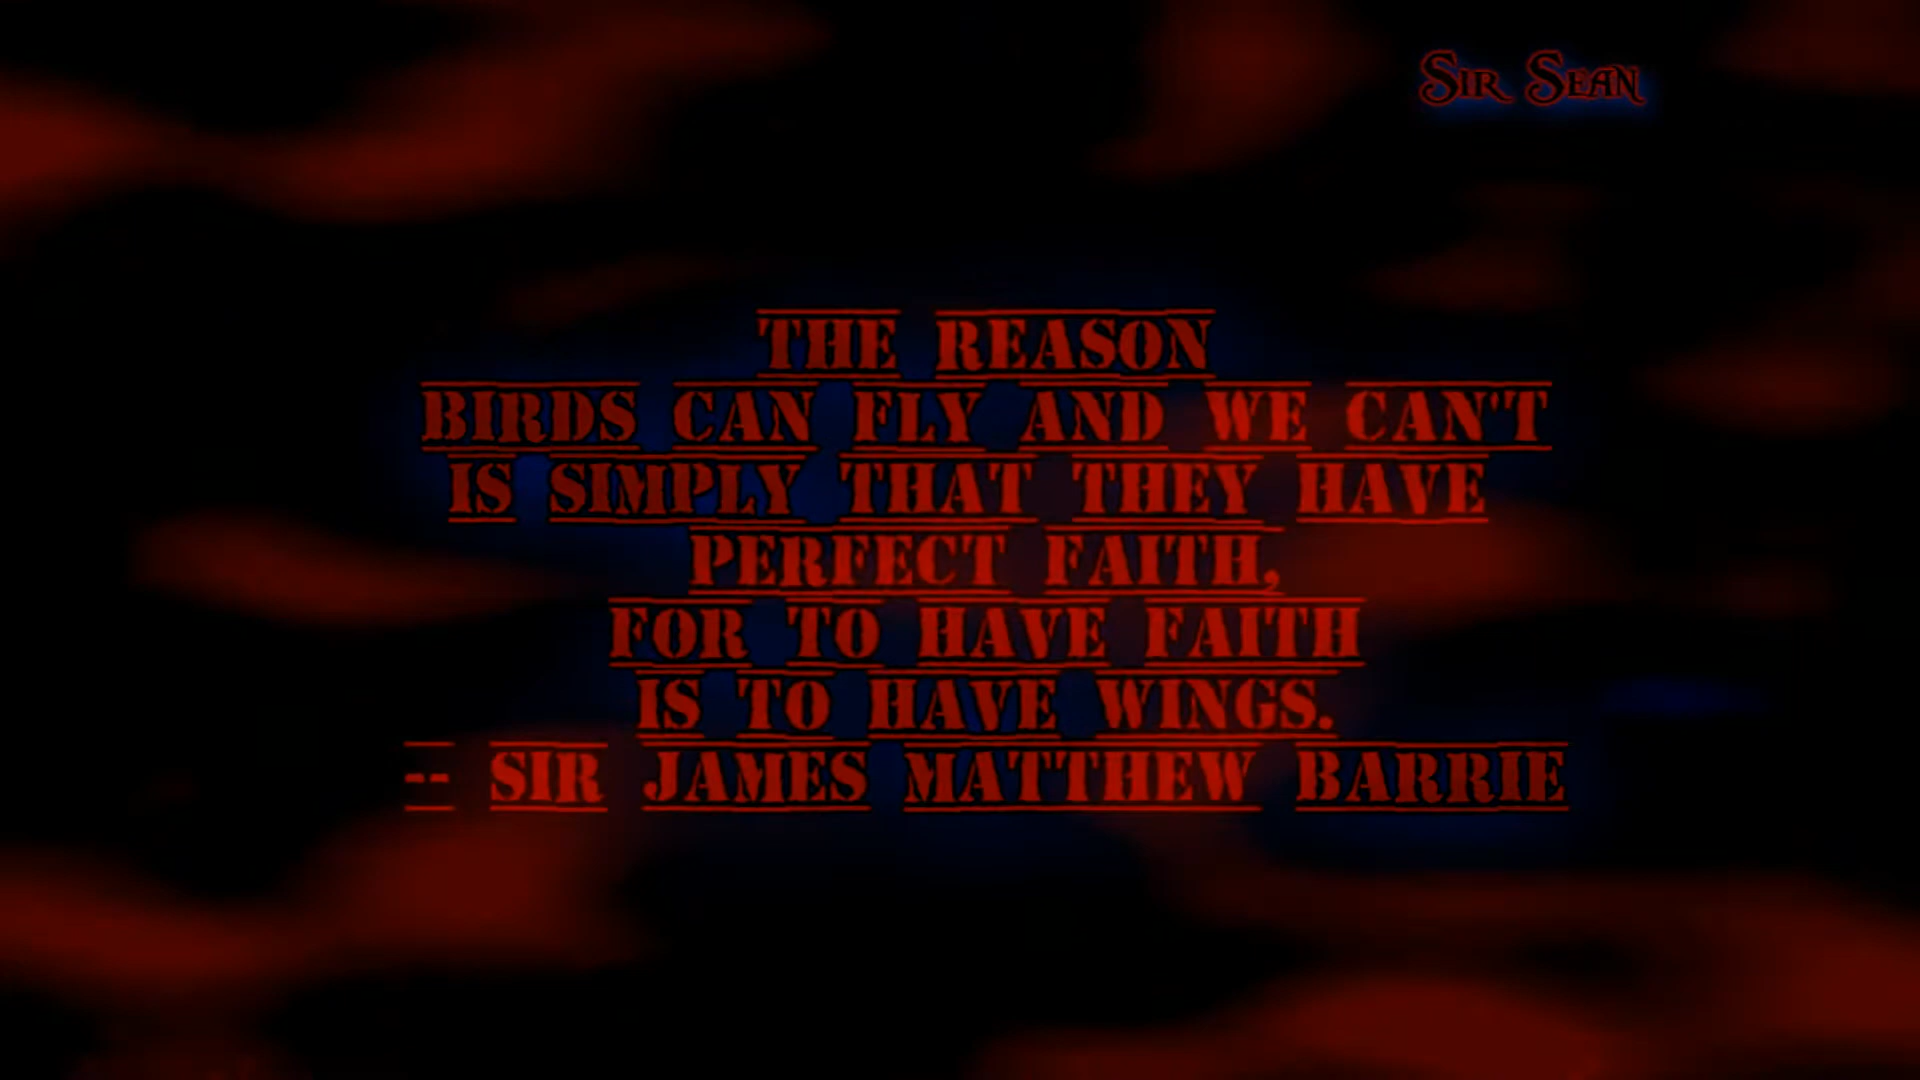 Sir Sean
THE REASON
BIRDS CAN FLY AND WE CAN'T
IS SIMPLY THAT THEY HAVE
PERFECT FAITH,
FOR TO HAVE FAITH
IS TO HAVE WINGS.
-- SIR JAMES MATTHEW BARRIE